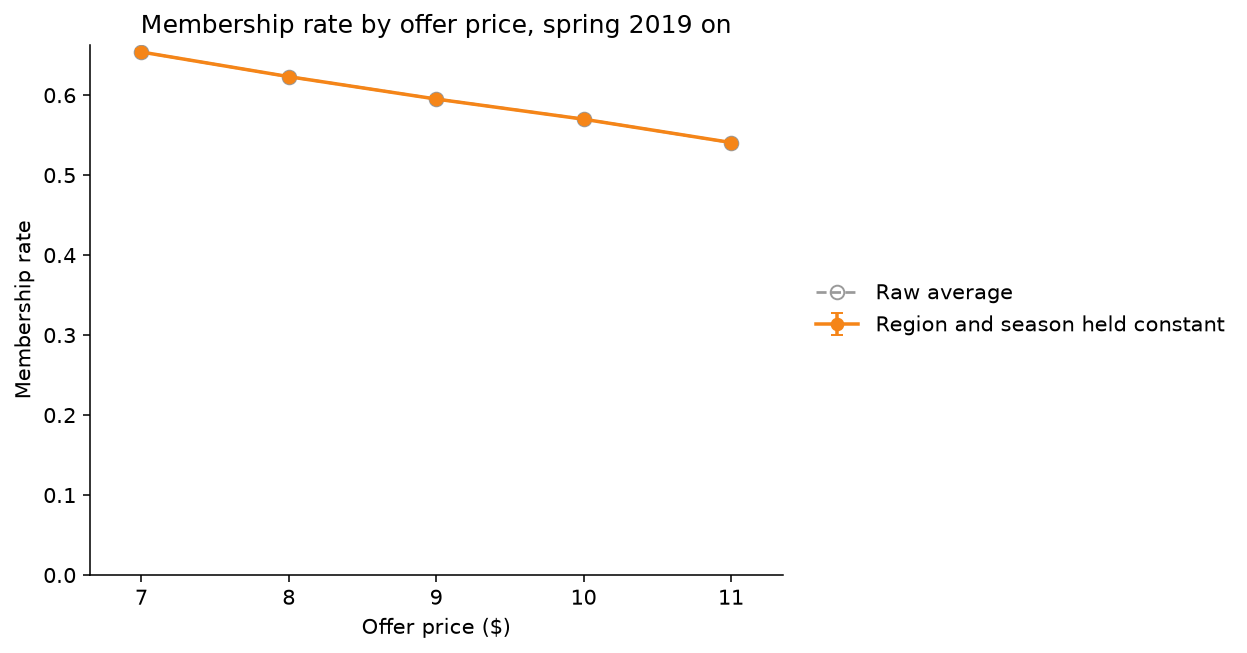 Membership rate by offer price, spring 2019 on
Membership rate
0.6
0.5
0.4
0.3
0.2
0.1
0.0
7 8 9 10 11
Offer price ($)
Raw average
Region and season held constant